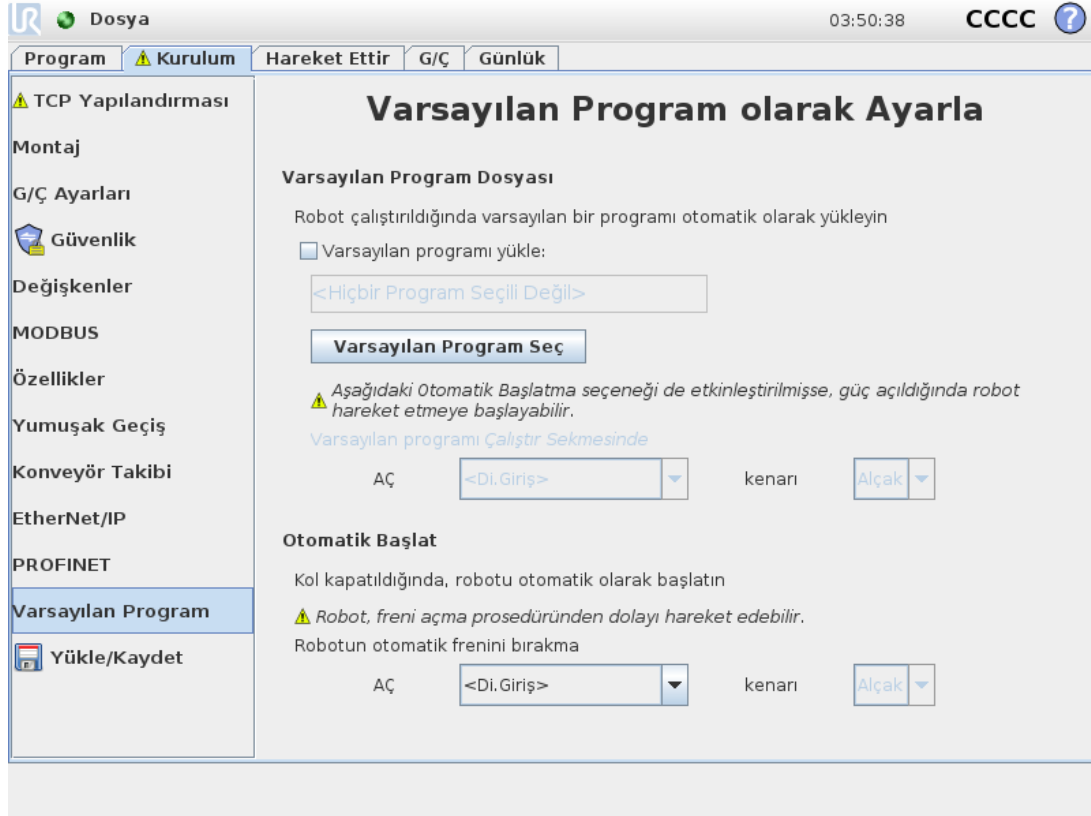 UR Dosya 03:50:38 CCCC ?
Program Kurulum Hareket Ettir G/Ç Günlük
TCP Yapılandırması
Montaj
G/Ç Ayarları
Güvenlik
Değişkenler
MODBUS
Özellikler
Yumuşak Geçiş
Konveyör Takibi
EtherNet/IP
PROFINET
Varsayılan Program
Yükle/Kaydet
Varsayılan Program olarak Ayarla
Varsayılan Program Dosyası
Robot çalıştırıldığında varsayılan bir programı otomatik olarak yükleyin
Varsayılan programı yükle:
<Hiçbir Program Seçili Değil>
Varsayılan Program Seç
Aşağıdaki Otomatik Başlatma seçeneği de etkinleştirilmişse, güç açıldığında robot
hareket etmeye başlayabilir.
Varsayılan programı Çalıştır Sekmesinde
AÇ <Di.Giriş> kenarı Alçak
Otomatik Başlat
Kol kapatıldığında, robotu otomatik olarak başlatın
Robot, freni açma prosedüründen dolayı hareket edebilir.
Robotun otomatik frenini bırakma
AÇ <Di.Giriş> kenarı Alçak